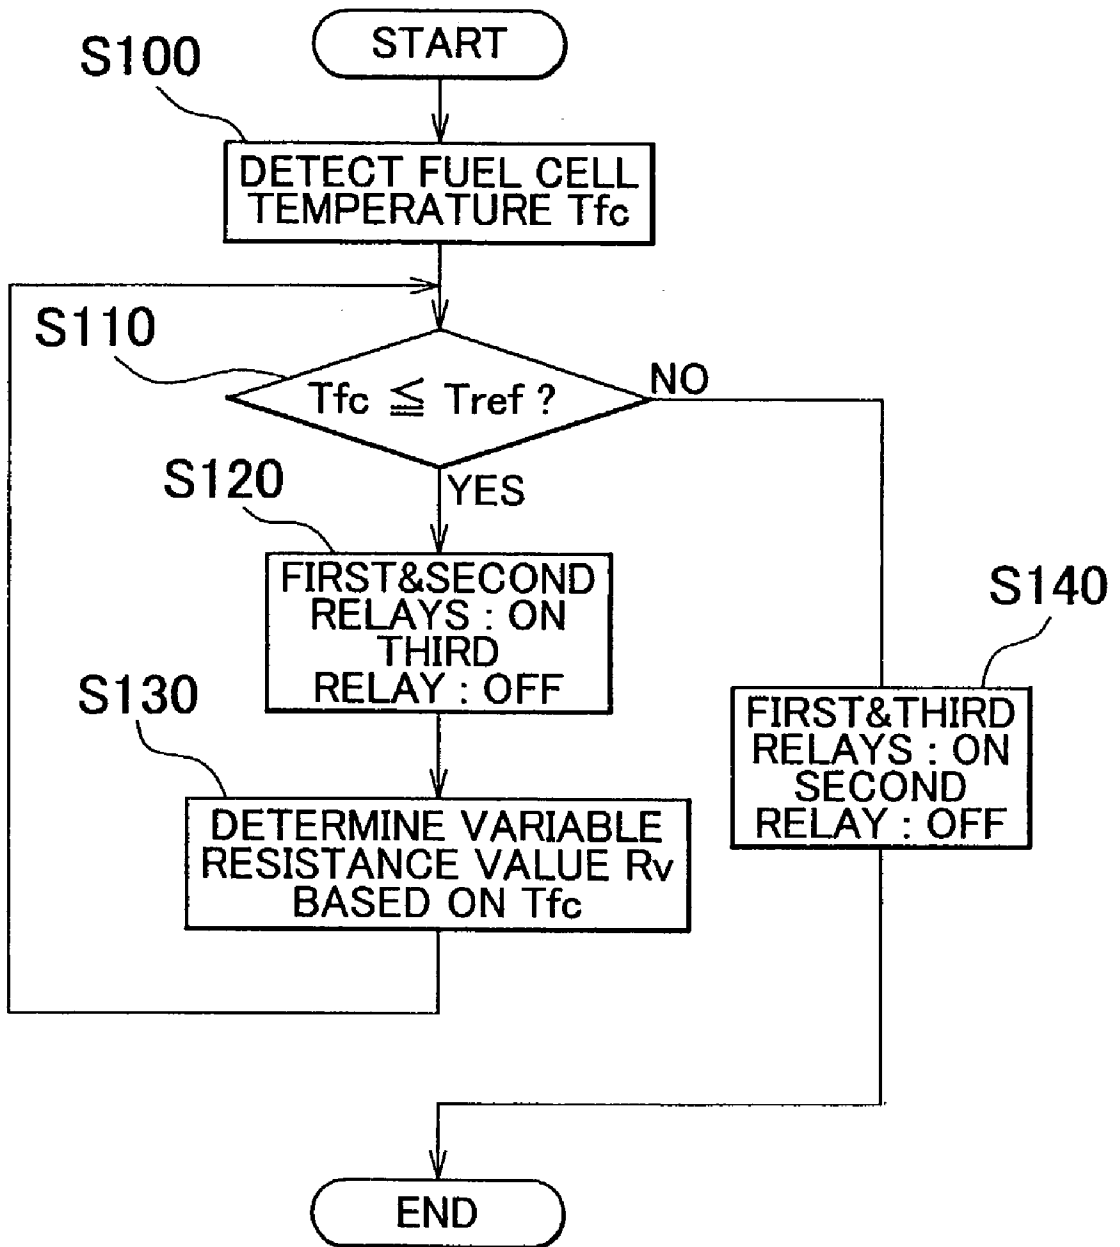 START
S100
DETECT FUEL CELL
TEMPERATURE Tfc
S110
Tfc ≦ Tref ?
NO
YES
S120
FIRST&SECOND
RELAYS : ON
THIRD
RELAY : OFF
S140
FIRST&THIRD
RELAYS : ON
SECOND
RELAY : OFF
S130
DETERMINE VARIABLE
RESISTANCE VALUE Rv
BASED ON Tfc
END